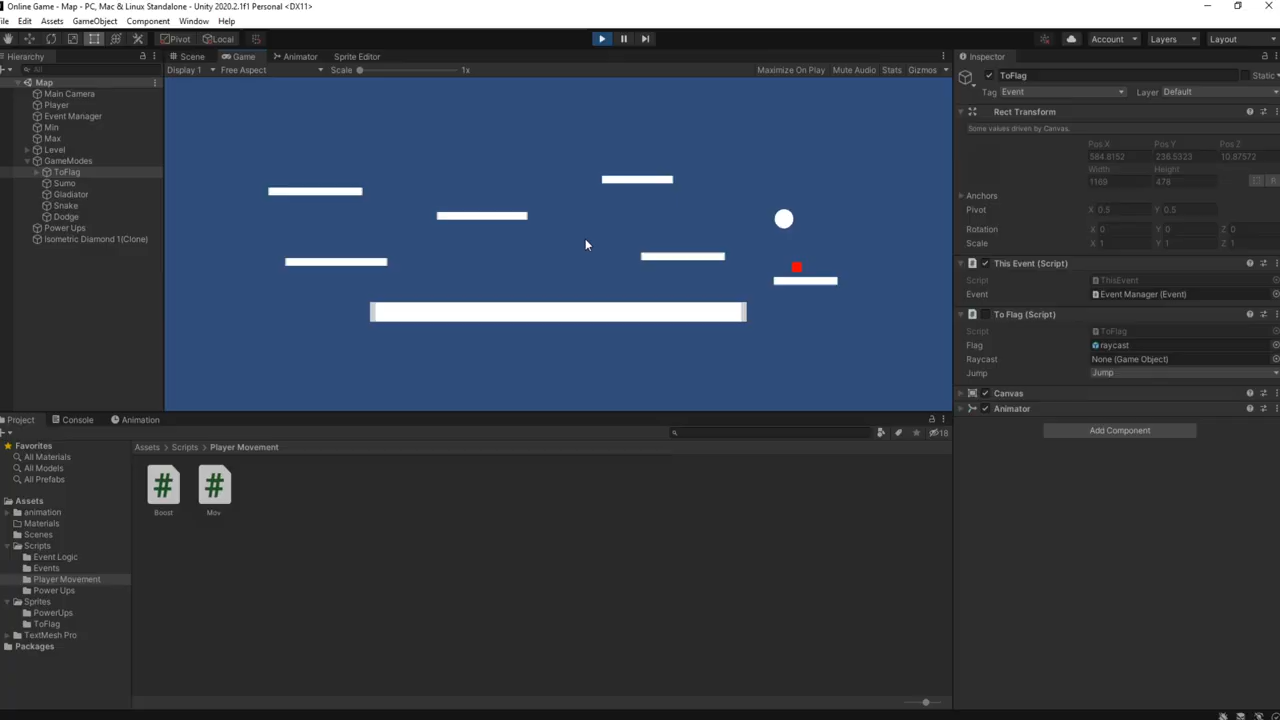 Online Game - Map - PC, Mac & Linux Standalone - Unity 2020.2.1f1 Personal <DX11>
Edit Assets GameObject Component Window Help
Pivot Local
Account Layers Layout
Hierarchy
All
Map
Main Camera
Player
Event Manager
Min
Max
Level
GameModes
ToFlag
Sumo
Gladiator
Snake
Dodge
Power Ups
Isometric Diamond 1(Clone)
Scene Game Animator Sprite Editor
Display 1 Free Aspect Scale 1x Maximize On Play Mute Audio Stats Gizmos
Inspector
ToFlag Static
Tag Event Layer Default
Rect Transform
Some values driven by Canvas.
Pos X Pos Y Pos Z
584.8152 236.5323 10.87572
Width Height
1169 478
R
Anchors
Pivot X 0.5 Y 0.5
Rotation X 0 Y 0 Z 0
Scale X 1 Y 1 Z 1
This Event (Script)
Script ThisEvent
Event Event Manager (Event)
To Flag (Script)
Script ToFlag
Flag raycast
Raycast None (Game Object)
Jump Jump
Canvas
Animator
Add Component
Project Console Animation
18
Favorites
All Materials
All Models
All Prefabs
Assets
animation
Materials
Scenes
Scripts
Event Logic
Events
Player Movement
Power Ups
Sprites
PowerUps
ToFlag
TextMesh Pro
Packages
Assets > Scripts > Player Movement
#
#
Boost
Mov